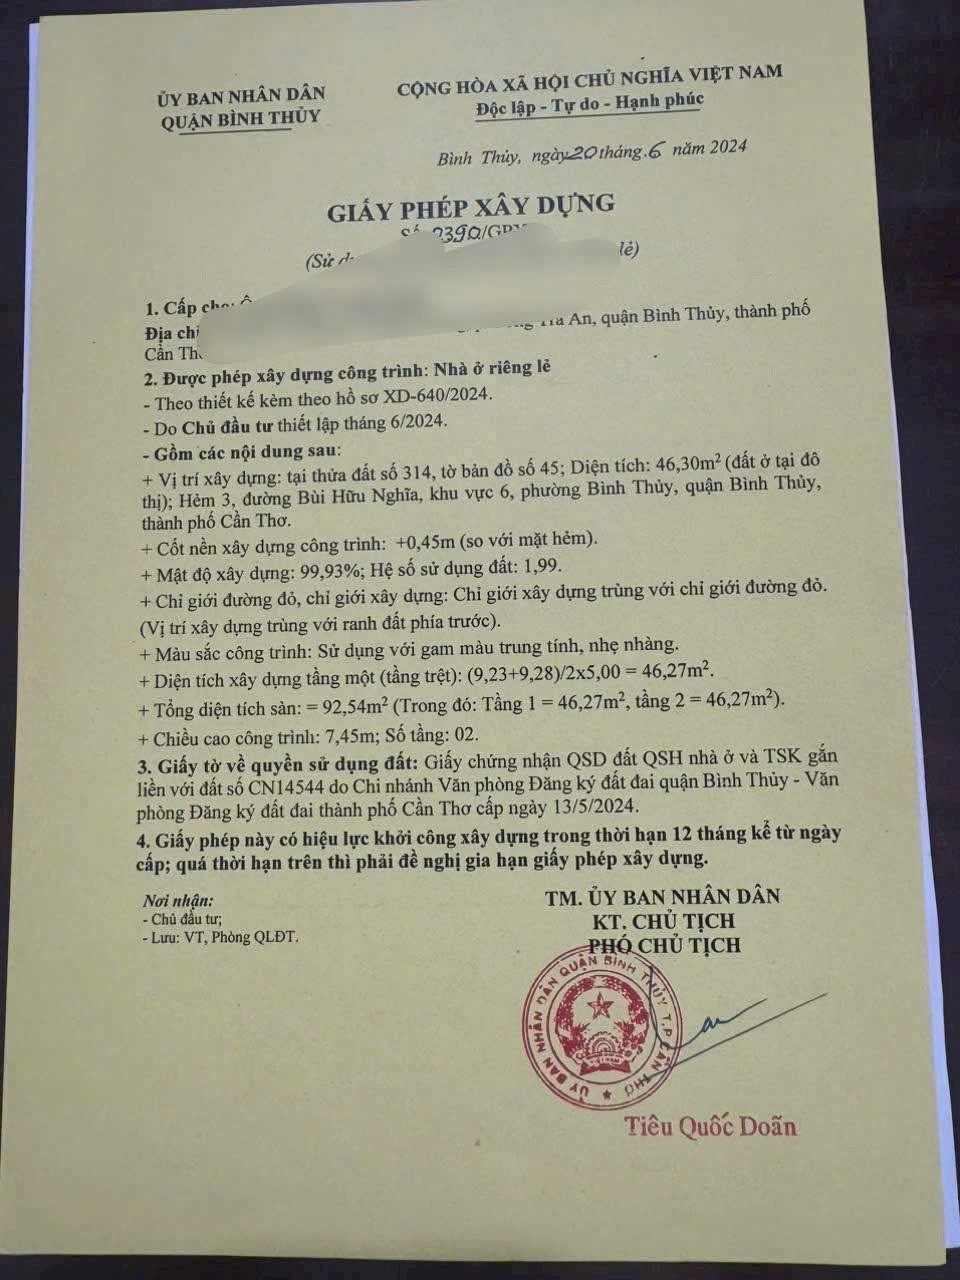 ỦY BAN NHÂN DÂN
QUẬN BÌNH THỦY
CỘNG HÒA XÃ HỘI CHỦ NGHĨA VIỆT NAM
Độc lập - Tự do - Hạnh phúc
Bình Thủy, ngày 20 tháng 6 năm 2024
GIẤY PHÉP XÂY DỰNG
Số 2390/
(Sử lẻ)
1. Cấp cho:
Địa chỉ An, quận Bình Thủy, thành phố
Cần
2. Được phép xây dựng công trình: Nhà ở riêng lẻ
- Theo thiết kế kèm theo hồ sơ XD-640/2024.
- Do Chủ đầu tư thiết lập tháng 6/2024.
- Gồm các nội dung sau:
+ Vị trí xây dựng: tại thửa đất số 314, tờ bản đồ số 45; Diện tích: 46,30m² (đất ở tại đô
thị); Hẻm 3, đường Bùi Hữu Nghĩa, khu vực 6, phường Bình Thủy, quận Bình Thủy,
thành phố Cần Thơ.
+ Cốt nền xây dựng công trình: +0,45m (so với mặt hẻm).
+ Mật độ xây dựng: 99,93%; Hệ số sử dụng đất: 1,99.
+ Chỉ giới đường đỏ, chỉ giới xây dựng: Chỉ giới xây dựng trùng với chỉ giới đường đỏ.
(Vị trí xây dựng trùng với ranh đất phía trước).
+ Màu sắc công trình: Sử dụng với gam màu trung tính, nhẹ nhàng.
+ Diện tích xây dựng tầng một (tầng trệt): (9,23+9,28)/2x5,00 = 46,27m².
+ Tổng diện tích sàn: = 92,54m² (Trong đó: Tầng 1 = 46,27m², tầng 2 = 46,27m²).
+ Chiều cao công trình: 7,45m; Số tầng: 02.
3. Giấy tờ về quyền sử dụng đất: Giấy chứng nhận QSD đất QSH nhà ở và TSK gắn
liền với đất số CN14544 do Chi nhánh Văn phòng Đăng ký đất đai quận Bình Thủy - Văn
phòng Đăng ký đất đai thành phố Cần Thơ cấp ngày 13/5/2024.
4. Giấy phép này có hiệu lực khởi công xây dựng trong thời hạn 12 tháng kể từ ngày
cấp; quá thời hạn trên thì phải đề nghị gia hạn giấy phép xây dựng.
Nơi nhận:
- Chủ đầu tư;
- Lưu: VT, Phòng QLĐT.
TM. ỦY BAN NHÂN DÂN
KT. CHỦ TỊCH
PHÓ CHỦ TỊCH
ỦY BAN NHÂN DÂN QUẬN BÌNH THỦY T.P CẦN THƠ
Tiêu Quốc Doãn